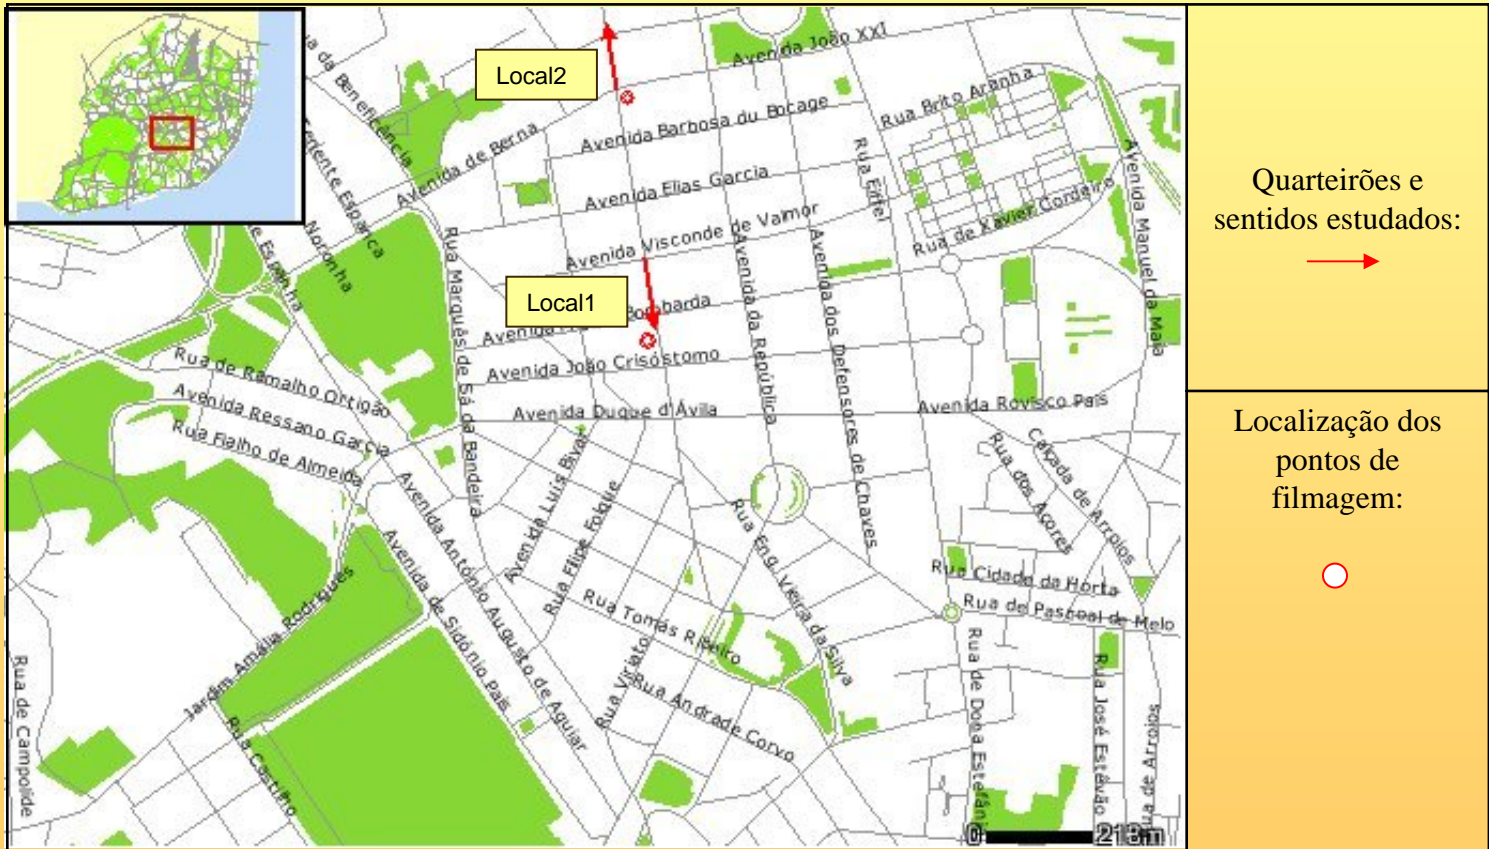 Local2
Local1
Quarteirões e
sentidos estudados:
Localização dos
pontos de
filmagem:
Avenida João XXI
Rua Brito Aranha
Avenida Barbosa du Bocage
Avenida de Berna
Avenida Elias Garcia
Rua Eiffel
Avenida Visconde de Valmor
Rua de Xavier Cordeiro
Avenida Manuel da Maia
Noronha
Rua Marquês de Sá da Bandeira
Avenida da República
Avenida dos Defensores de Chaves
Bombarda
Avenida João Crisóstomo
Avenida Duque d'Ávila
Avenida Rovisco Pais
Rua de Ramalho Ortigão
Avenida Ressano Garcia
Rua Fialho de Almeida
Avenida Luís Bivar
Rua Filipe Folque
Avenida António Augusto de Aguiar
Avenida de Sidónio Pais
Rua Eng. Vieira da Silva
Rua dos Açores
Calçada de Arroios
Rua Cidade da Horta
Rua de Pascoal de Melo
Rua Tomás Ribeiro
Rua Viriato
Rua Andrade Corvo
Jardim Amália Rodrigues
Rua Castilho
Rua de Campolide
Rua de Dona Estefânia
Rua José Estêvão
de Arroios
0 218m